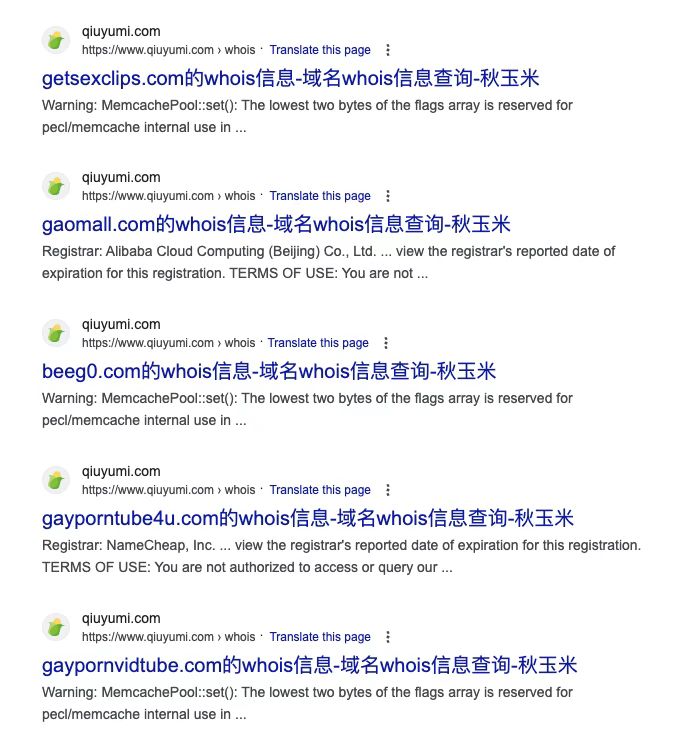 qiuyumi.com
https://www.qiuyumi.com › whois · Translate this page
getsexclips.com的whois信息-域名whois信息查询-秋玉米
Warning: MemcachePool::set(): The lowest two bytes of the flags array is reserved for
pecl/memcache internal use in ...
qiuyumi.com
https://www.qiuyumi.com › whois · Translate this page
gaomall.com的whois信息-域名whois信息查询-秋玉米
Registrar: Alibaba Cloud Computing (Beijing) Co., Ltd. ... view the registrar's reported date of
expiration for this registration. TERMS OF USE: You are not ...
qiuyumi.com
https://www.qiuyumi.com › whois · Translate this page
beeg0.com的whois信息-域名whois信息查询-秋玉米
Warning: MemcachePool::set(): The lowest two bytes of the flags array is reserved for
pecl/memcache internal use in ...
qiuyumi.com
https://www.qiuyumi.com › whois · Translate this page
gayporntube4u.com的whois信息-域名whois信息查询-秋玉米
Registrar: NameCheap, Inc. ... view the registrar's reported date of expiration for this registration.
TERMS OF USE: You are not authorized to access or query our ...
qiuyumi.com
https://www.qiuyumi.com › whois · Translate this page
gaypornvidtube.com的whois信息-域名whois信息查询-秋玉米
Warning: MemcachePool::set(): The lowest two bytes of the flags array is reserved for
pecl/memcache internal use in ...